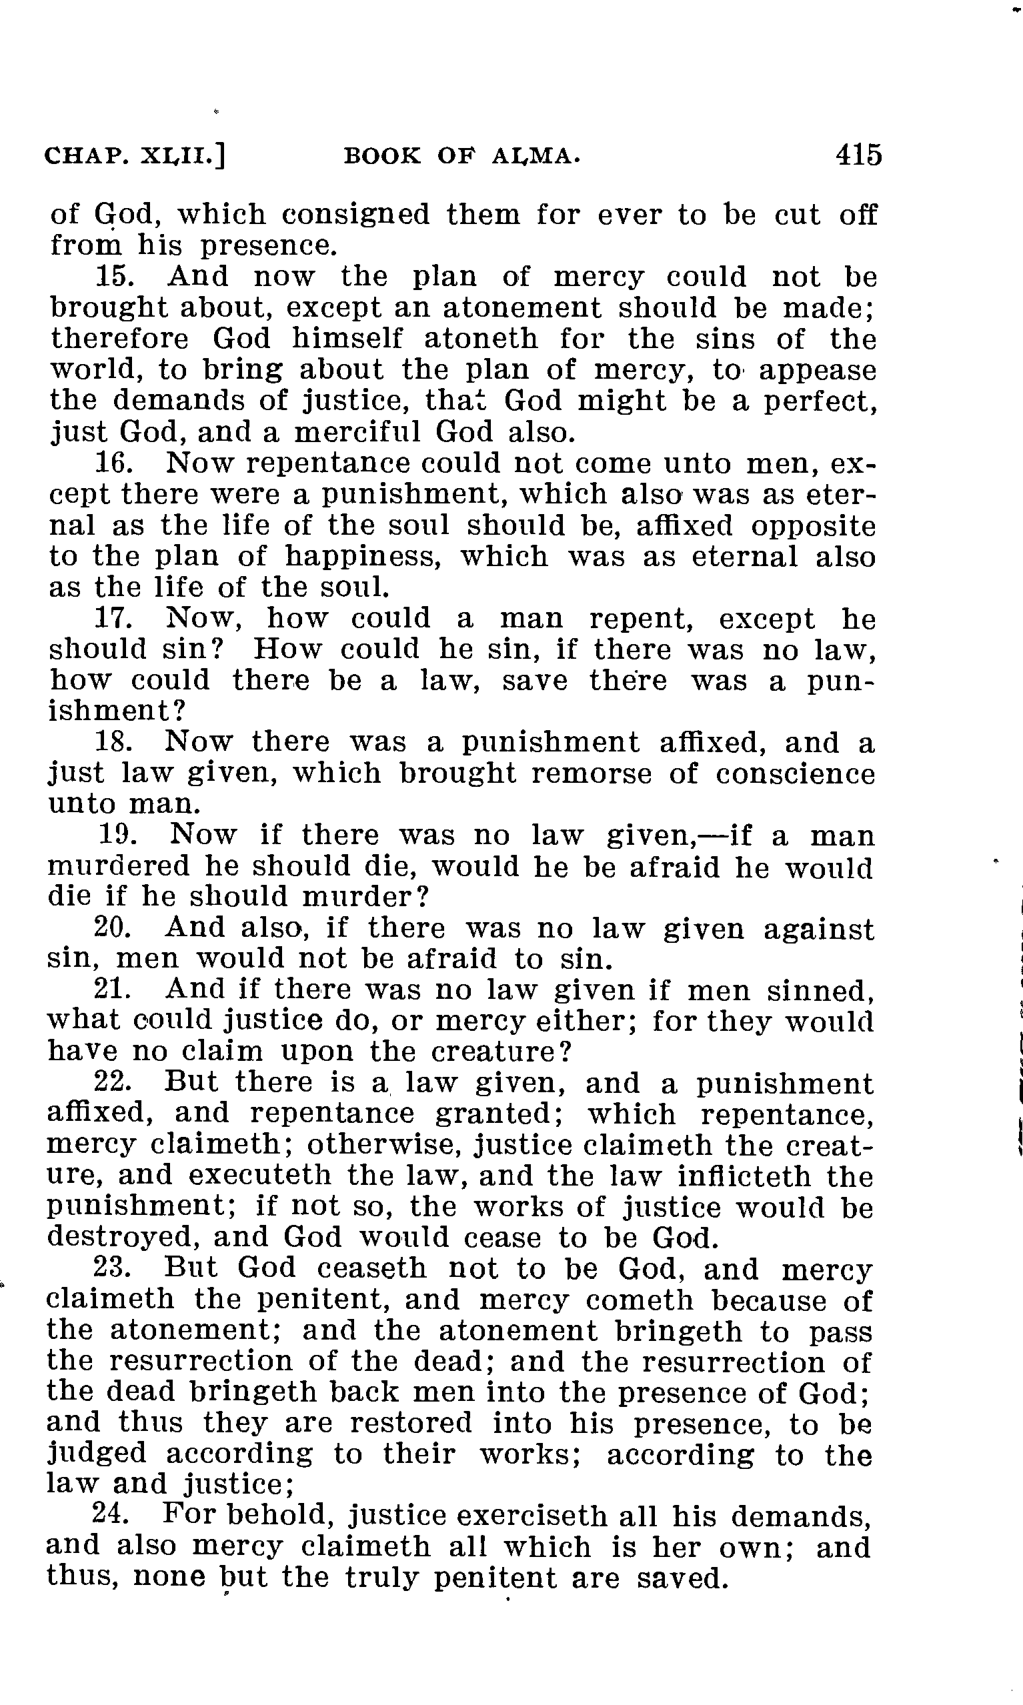 CHAP. XLII.] BOOK OF ALMA. 415
of God, which consigned them for ever to be cut off
from his presence.
15. And now the plan of mercy could not be
brought about, except an atonement should be made;
therefore God himself atoneth for the sins of the
world, to bring about the plan of mercy, to appease
the demands of justice, that God might be a perfect,
just God, and a merciful God also.
16. Now repentance could not come unto men, ex-
cept there were a punishment, which also was as eter-
nal as the life of the soul should be, affixed opposite
to the plan of happiness, which was as eternal also
as the life of the soul.
17. Now, how could a man repent, except he
should sin? How could he sin, if there was no law,
how could there be a law, save there was a pun-
ishment?
18. Now there was a punishment affixed, and a
just law given, which brought remorse of conscience
unto man.
19. Now if there was no law given,—if a man
murdered he should die, would he be afraid he would
die if he should murder?
20. And also, if there was no law given against
sin, men would not be afraid to sin.
21. And if there was no law given if men sinned,
what could justice do, or mercy either; for they would
have no claim upon the creature?
22. But there is a law given, and a punishment
affixed, and repentance granted; which repentance,
mercy claimeth; otherwise, justice claimeth the creat-
ure, and executeth the law, and the law inflicteth the
punishment; if not so, the works of justice would be
destroyed, and God would cease to be God.
23. But God ceaseth not to be God, and mercy
claimeth the penitent, and mercy cometh because of
the atonement; and the atonement bringeth to pass
the resurrection of the dead; and the resurrection of
the dead bringeth back men into the presence of God;
and thus they are restored into his presence, to be
judged according to their works; according to the
law and justice;
24. For behold, justice exerciseth all his demands,
and also mercy claimeth all which is her own; and
thus, none but the truly penitent are saved.